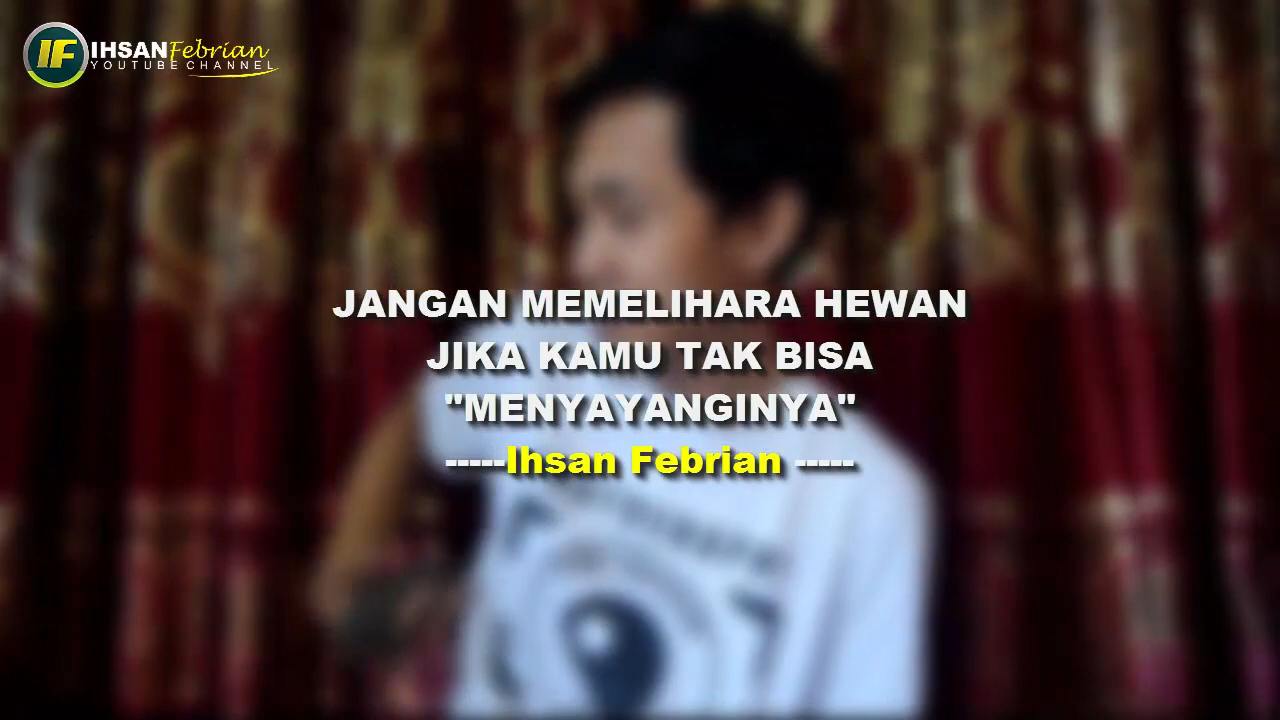 IF IHSAN Febrian
YOUTUBE CHANNEL
JANGAN MEMELIHARA HEWAN
JIKA KAMU TAK BISA
"MENYAYANGINYA"
-----Ihsan Febrian -----